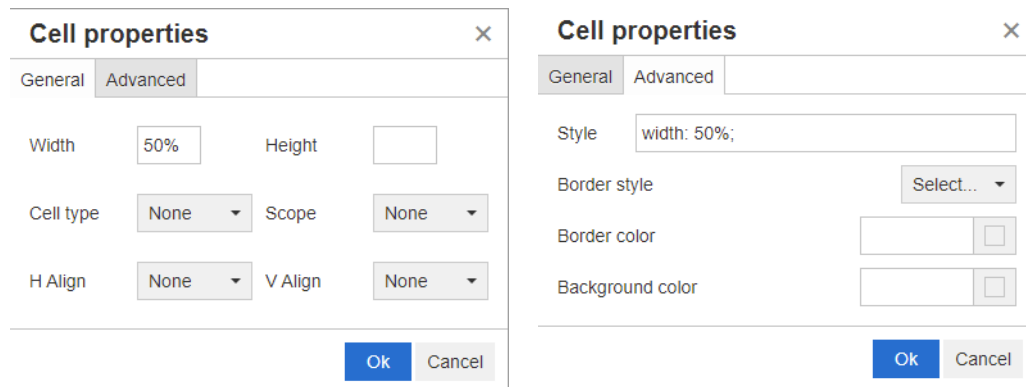 Cell properties ×
General Advanced
Width 50% Height
Cell type None Scope None
H Align None V Align None
Ok Cancel
Cell properties ×
General Advanced
Style width: 50%;
Border style Select...
Border color
Background color
Ok Cancel